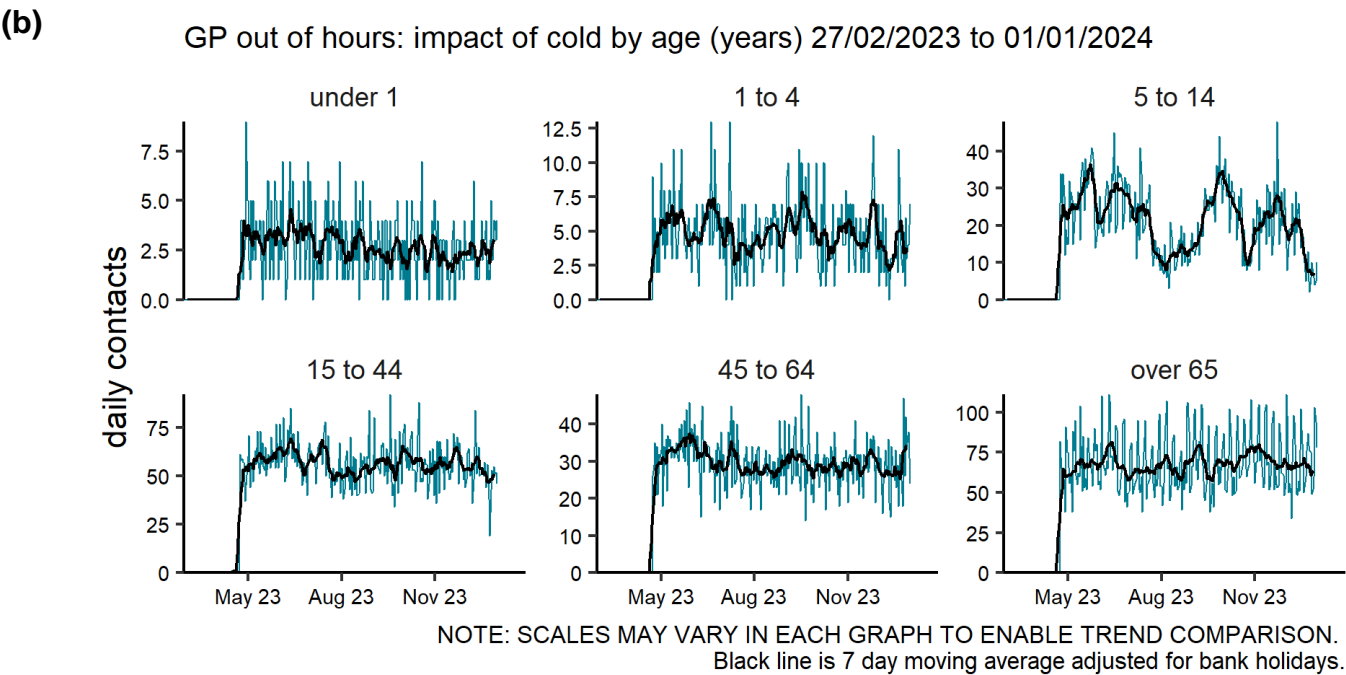 (b)
GP out of hours: impact of cold by age (years) 27/02/2023 to 01/01/2024
daily contacts
under 1
7.5
5.0
2.5
0.0
1 to 4
12.5
10.0
7.5
5.0
2.5
0.0
5 to 14
40
30
20
10
0
15 to 44
75
50
25
0
May 23 Aug 23 Nov 23
45 to 64
40
30
20
10
0
May 23 Aug 23 Nov 23
over 65
100
75
50
25
0
May 23 Aug 23 Nov 23
NOTE: SCALES MAY VARY IN EACH GRAPH TO ENABLE TREND COMPARISON.
Black line is 7 day moving average adjusted for bank holidays.